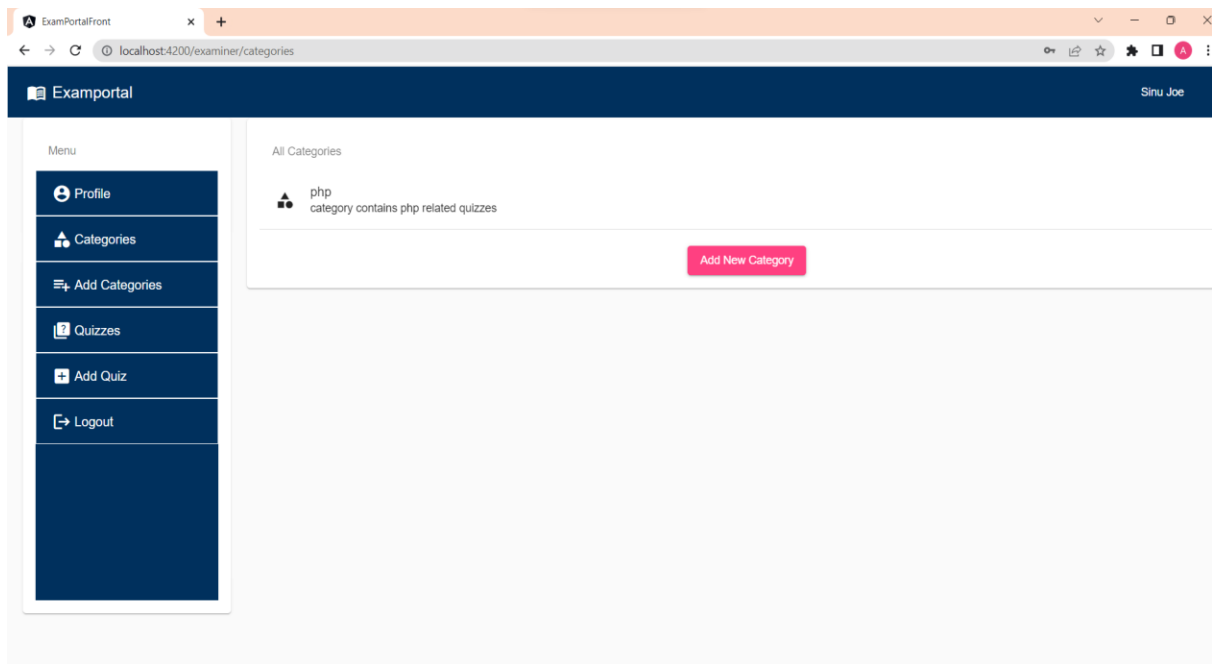 ExamPortalFront
localhost:4200/examiner/categories
A
Examportal
Sinu Joe
Menu
Profile
Categories
Add Categories
Quizzes
Add Quiz
Logout
All Categories
php
category contains php related quizzes
Add New Category